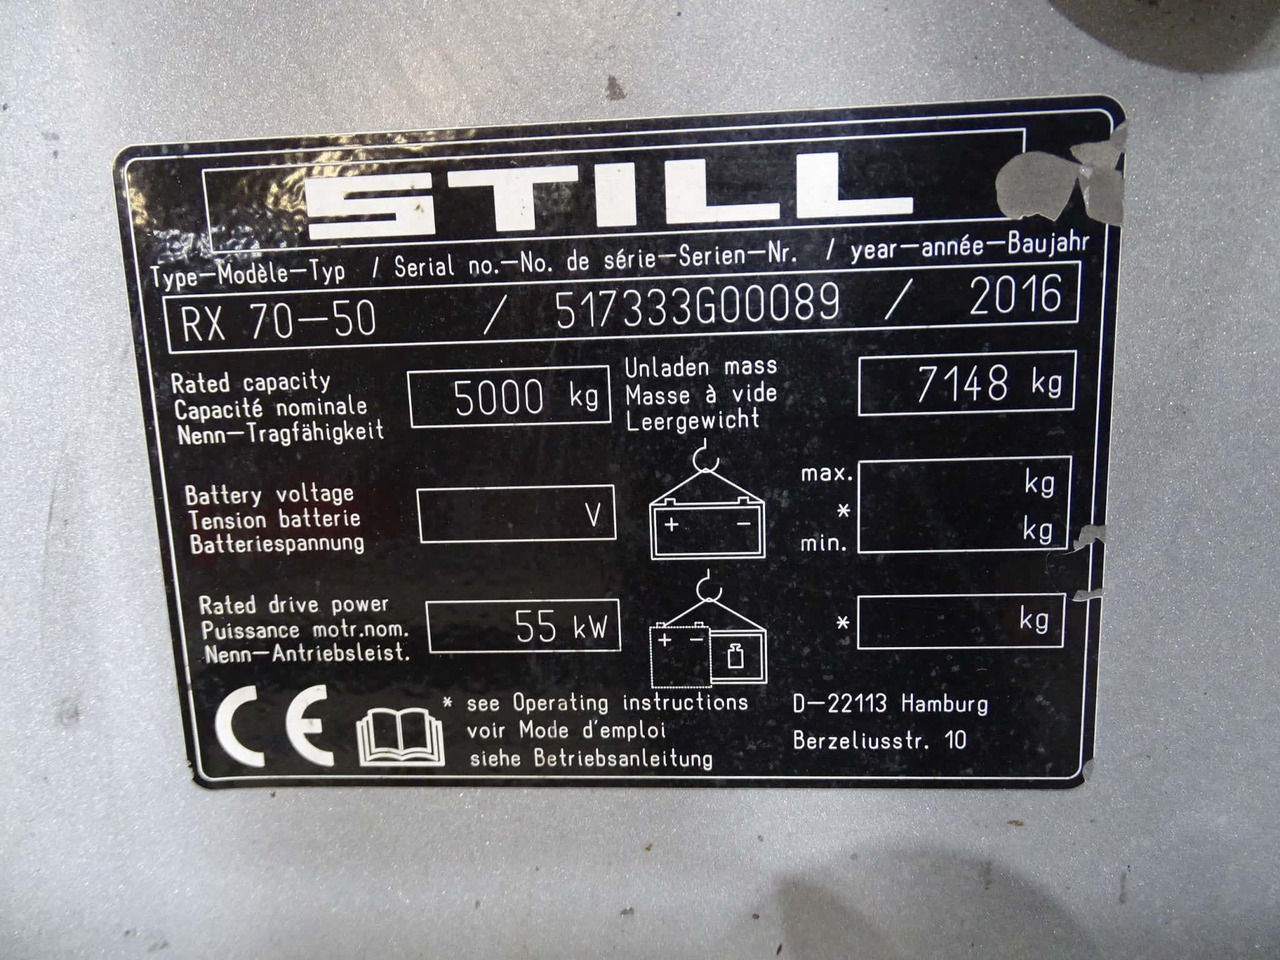 STILL
Type-Modèle-Typ / Serial no.-No. de série-Serien-Nr. / year-année-Baujahr
RX 70-50 / 517333G00089 / 2016
Rated capacity
Capacité nominale
Nenn-Tragfähigkeit
5000 kg
Unladen mass
Masse à vide
Leergewicht
7148 kg
Battery voltage
Tension batterie
Batteriespannung
V
+ -
max.
*
min.
kg
kg
Rated drive power
Puissance motr.nom.
Nenn-Antriebsleist.
55 kW
+ -
*
kg
CE
* see Operating instructions
voir Mode d'emploi
siehe Betriebsanleitung
D-22113 Hamburg
Berzeliusstr. 10